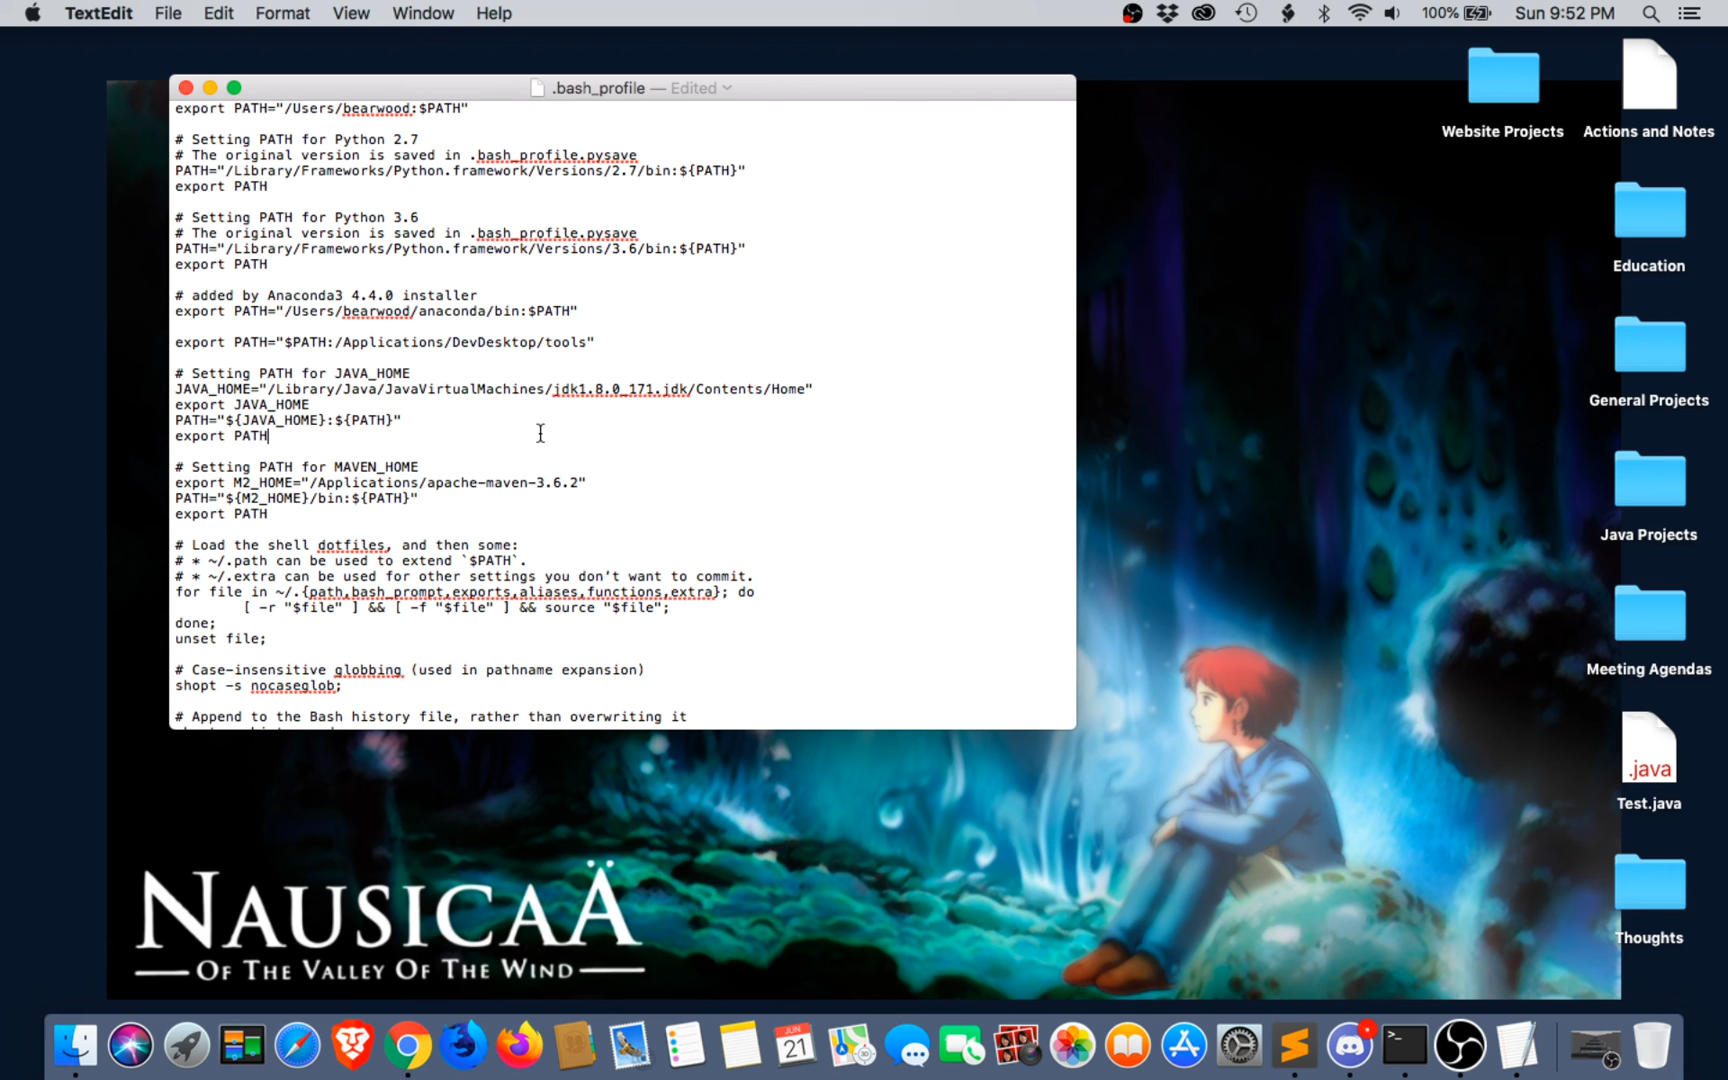 TextEdit File Edit Format View Window Help 100% Sun 9:52 PM
.bash_profile — Edited
export PATH="/Users/bearwood:$PATH"
# Setting PATH for Python 2.7
# The original version is saved in .bash_profile.pysave
PATH="/Library/Frameworks/Python.framework/Versions/2.7/bin:${PATH}"
export PATH
# Setting PATH for Python 3.6
# The original version is saved in .bash_profile.pysave
PATH="/Library/Frameworks/Python.framework/Versions/3.6/bin:${PATH}"
export PATH
# added by Anaconda3 4.4.0 installer
export PATH="/Users/bearwood/anaconda/bin:$PATH"
export PATH="$PATH:/Applications/DevDesktop/tools"
# Setting PATH for JAVA_HOME
JAVA_HOME="/Library/Java/JavaVirtualMachines/jdk1.8.0_171.jdk/Contents/Home"
export JAVA_HOME
PATH="${JAVA_HOME}:${PATH}"
export PATH
# Setting PATH for MAVEN_HOME
export M2_HOME="/Applications/apache-maven-3.6.2"
PATH="${M2_HOME}/bin:${PATH}"
export PATH
# Load the shell dotfiles, and then some:
# * ~/.path can be used to extend `$PATH`.
# * ~/.extra can be used for other settings you don’t want to commit.
for file in ~/.{path,bash_prompt,exports,aliases,functions,extra}; do
[ -r "$file" ] && [ -f "$file" ] && source "$file";
done;
unset file;
# Case-insensitive globbing (used in pathname expansion)
shopt -s nocaseglob;
# Append to the Bash history file, rather than overwriting it
Website Projects
Actions and Notes
Education
General Projects
Java Projects
Meeting Agendas
.java
Test.java
Thoughts
NAUSICAÄ
OF THE VALLEY OF THE WIND
JUN
21